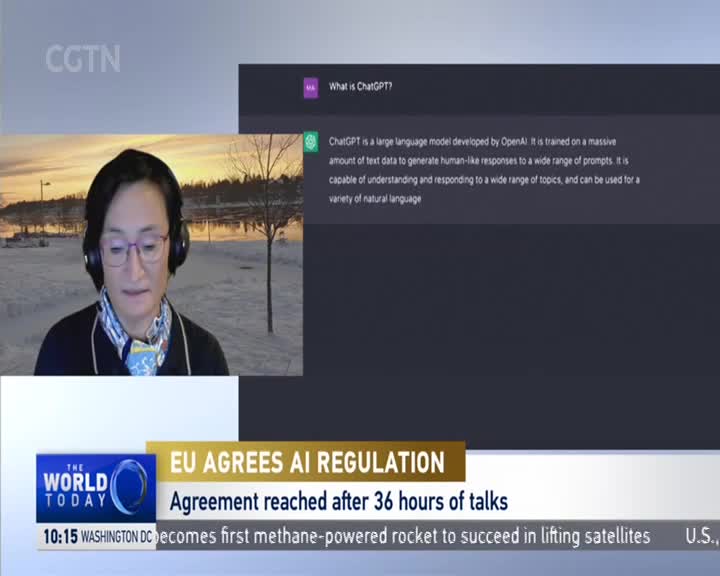 CGTN
MA
What is ChatGPT?
ChatGPT is a large language model developed by OpenAI. It is trained on a massive
amount of text data to generate human-like responses to a wide range of prompts. It is
capable of understanding and responding to a wide range of topics, and can be used for a
variety of natural language
EU AGREES AI REGULATION
THE
WORLD
TODAY
Agreement reached after 36 hours of talks
10:15 WASHINGTON DC
becomes first methane-powered rocket to succeed in lifting satellites U.S.,